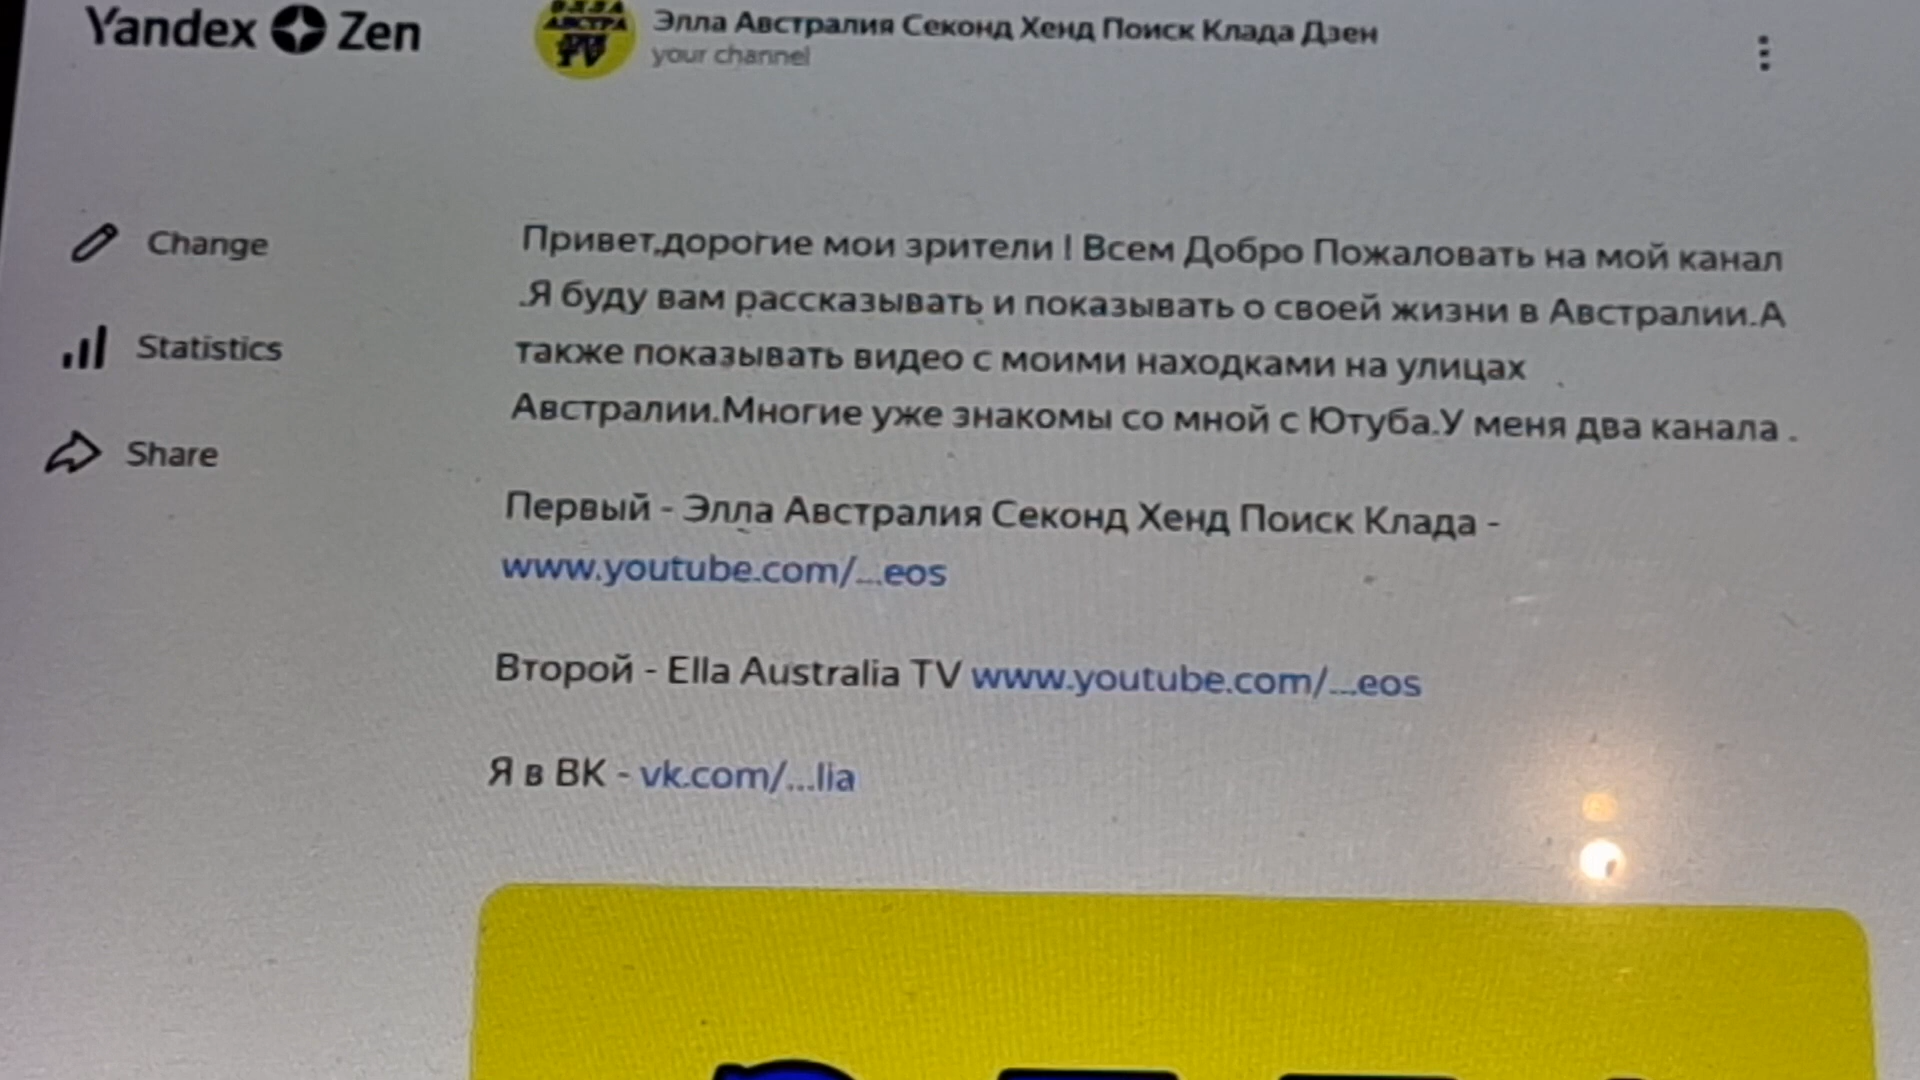 Yandex Zen
Элла Австралия Секонд Хенд Поиск Клада Дзен
your channel
Change
Statistics
Share
Привет,дорогие мои зрители ! Всем Добро Пожаловать на мой канал
.Я буду вам рассказывать и показывать о своей жизни в Австралии.А
также показывать видео с моими находками на улицах
Австралии.Многие уже знакомы со мной с Ютуба.У меня два канала .
Первый - Элла Австралия Секонд Хенд Поиск Клада -
www.youtube.com/...eos
Второй - Ella Australia TV www.youtube.com/...eos
Я в ВК - vk.com/...lia